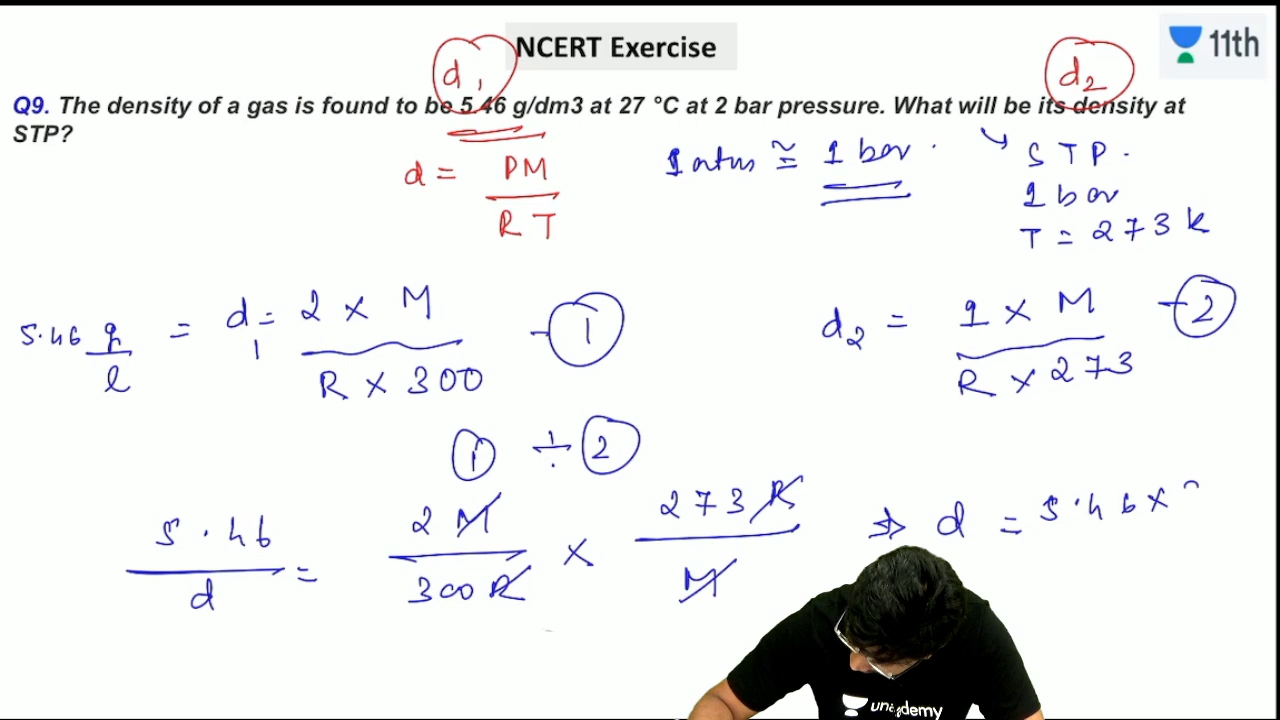 NCERT Exercise
11th
d₁
d₂
Q9. The density of a gas is found to be 5.46 g/dm3 at 27 °C at 2 bar pressure. What will be its density at
STP?
d = PM / RT
1 atm ≅ 1 bar.
STP.
1 bar
T = 273 K
5.46 g/l = d₁ = 2 × M / R × 300 - ①
d₂ = 1 × M / R × 273 - ②
① ÷ ②
5.46 / d = 2 M / 300 R × 273 R / M ⇒ d = 5.46 ×
unacademy